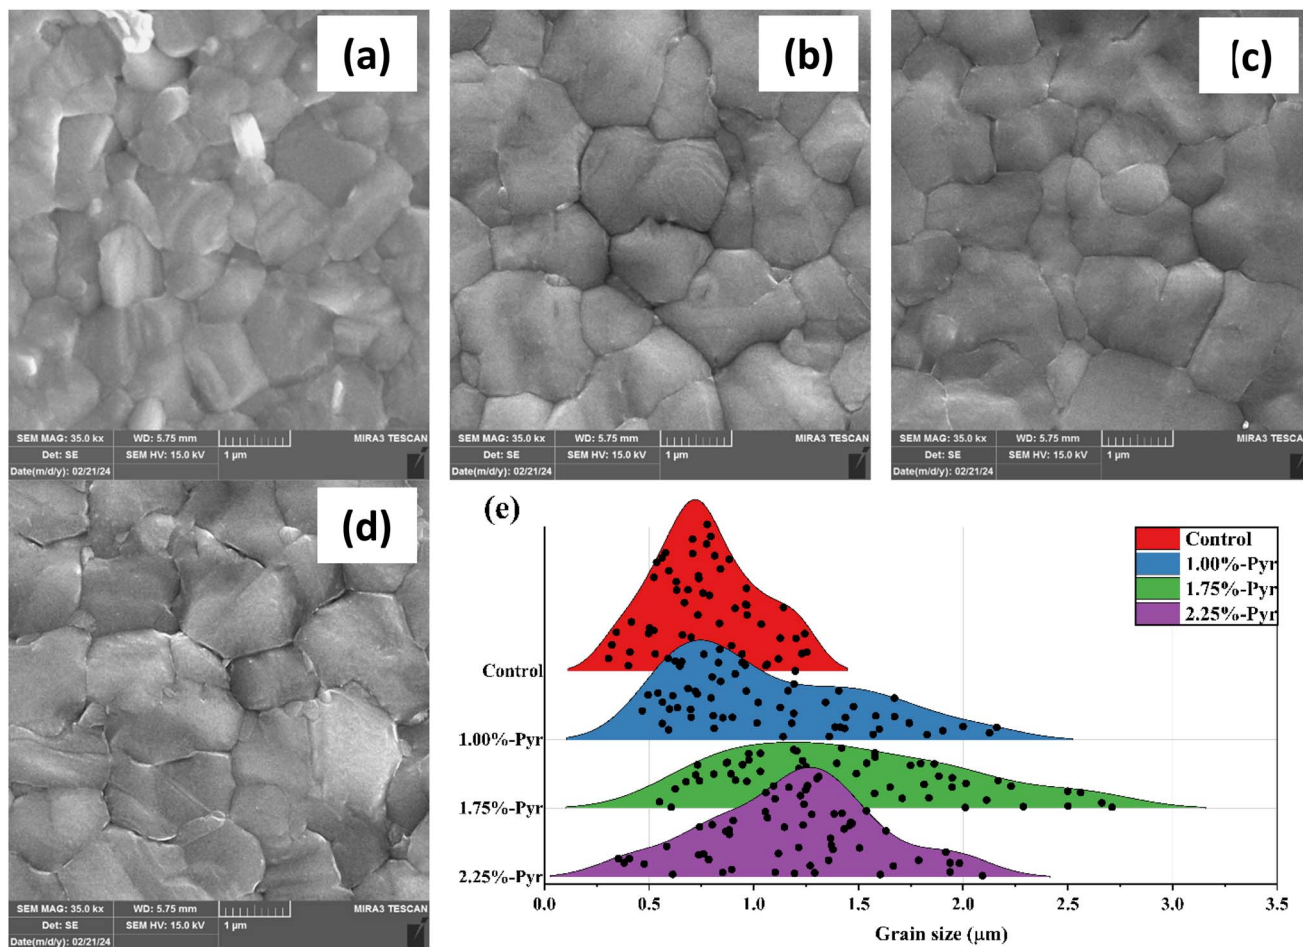 (a)
SEM MAG: 35.0 kx WD: 5.75 mm MIRA3 TESCAN
Det: SE SEM HV: 15.0 kV 1 µm
Date(m/d/y): 02/21/24
(b)
SEM MAG: 35.0 kx WD: 5.75 mm MIRA3 TESCAN
Det: SE SEM HV: 15.0 kV 1 µm
Date(m/d/y): 02/21/24
(c)
SEM MAG: 35.0 kx WD: 5.75 mm MIRA3 TESCAN
Det: SE SEM HV: 15.0 kV 1 µm
Date(m/d/y): 02/21/24
(d)
SEM MAG: 35.0 kx WD: 5.75 mm MIRA3 TESCAN
Det: SE SEM HV: 15.0 kV 1 µm
Date(m/d/y): 02/21/24
(e)
Control
1.00%-Pyr
1.75%-Pyr
2.25%-Pyr
Control
1.00%-Pyr
1.75%-Pyr
2.25%-Pyr
0.0 0.5 1.0 1.5 2.0 2.5 3.0 3.5
Grain size (µm)